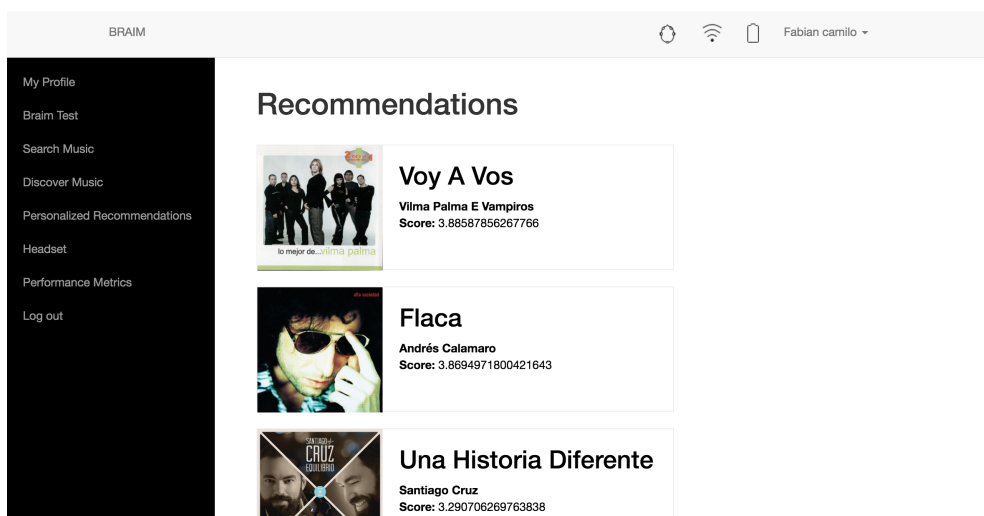 BRAIM
Fabian camilo
My Profile
Braim Test
Search Music
Discover Music
Personalized Recommendations
Headset
Performance Metrics
Log out
Recommendations
lo mejor de...vilma palma
Voy A Vos
Vilma Palma E Vampiros
Score: 3.88587856267766
alta suciedad
Flaca
Andrés Calamaro
Score: 3.8694971800421643
SANTIAGO
CRUZ
EQUILIBRIO
Una Historia Diferente
Santiago Cruz
Score: 3.290706269763838